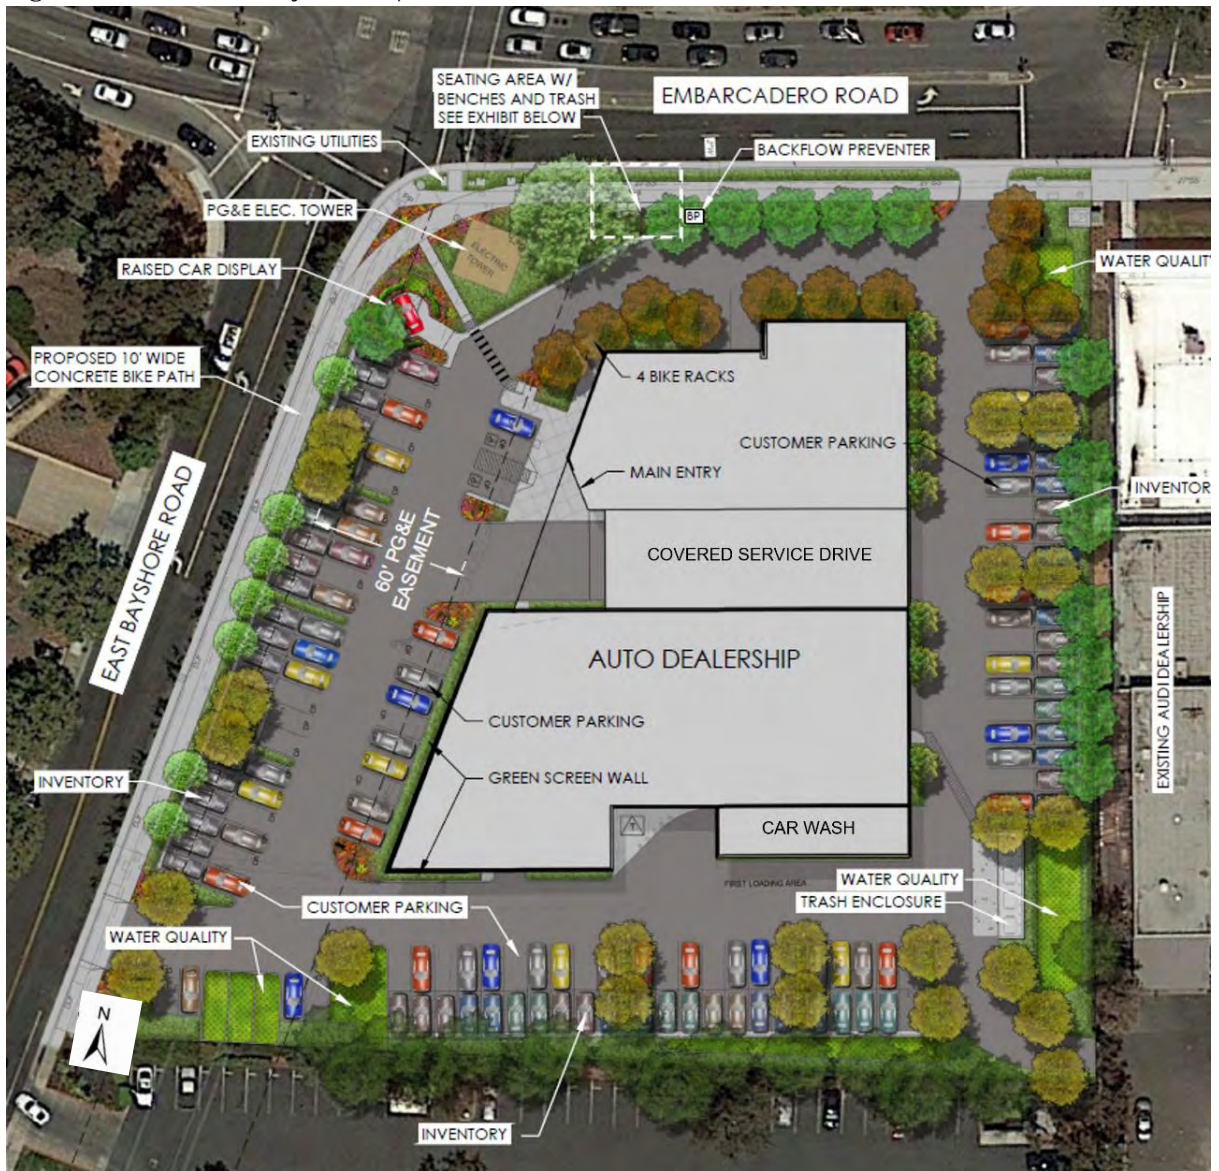 SEATING AREA W/
BENCHES AND TRASH
SEE EXHIBIT BELOW
EMBARCADERO ROAD
EXISTING UTILITIES
BACKFLOW PREVENTER
PG&E ELEC. TOWER
BP
ELECTRIC
TOWER
RAISED CAR DISPLAY
WATER QUALITY
PROPOSED 10' WIDE
CONCRETE BIKE PATH
4 BIKE RACKS
CUSTOMER PARKING
MAIN ENTRY
INVENTOR
EAST BAYSHORE ROAD
60' PG&E
EASEMENT
COVERED SERVICE DRIVE
AUTO DEALERSHIP
EXISTING AUDI DEALERSHIP
CUSTOMER PARKING
INVENTORY
GREEN SCREEN WALL
CAR WASH
FIRST LOADING AREA
WATER QUALITY
TRASH ENCLOSURE
CUSTOMER PARKING
WATER QUALITY
N
INVENTORY